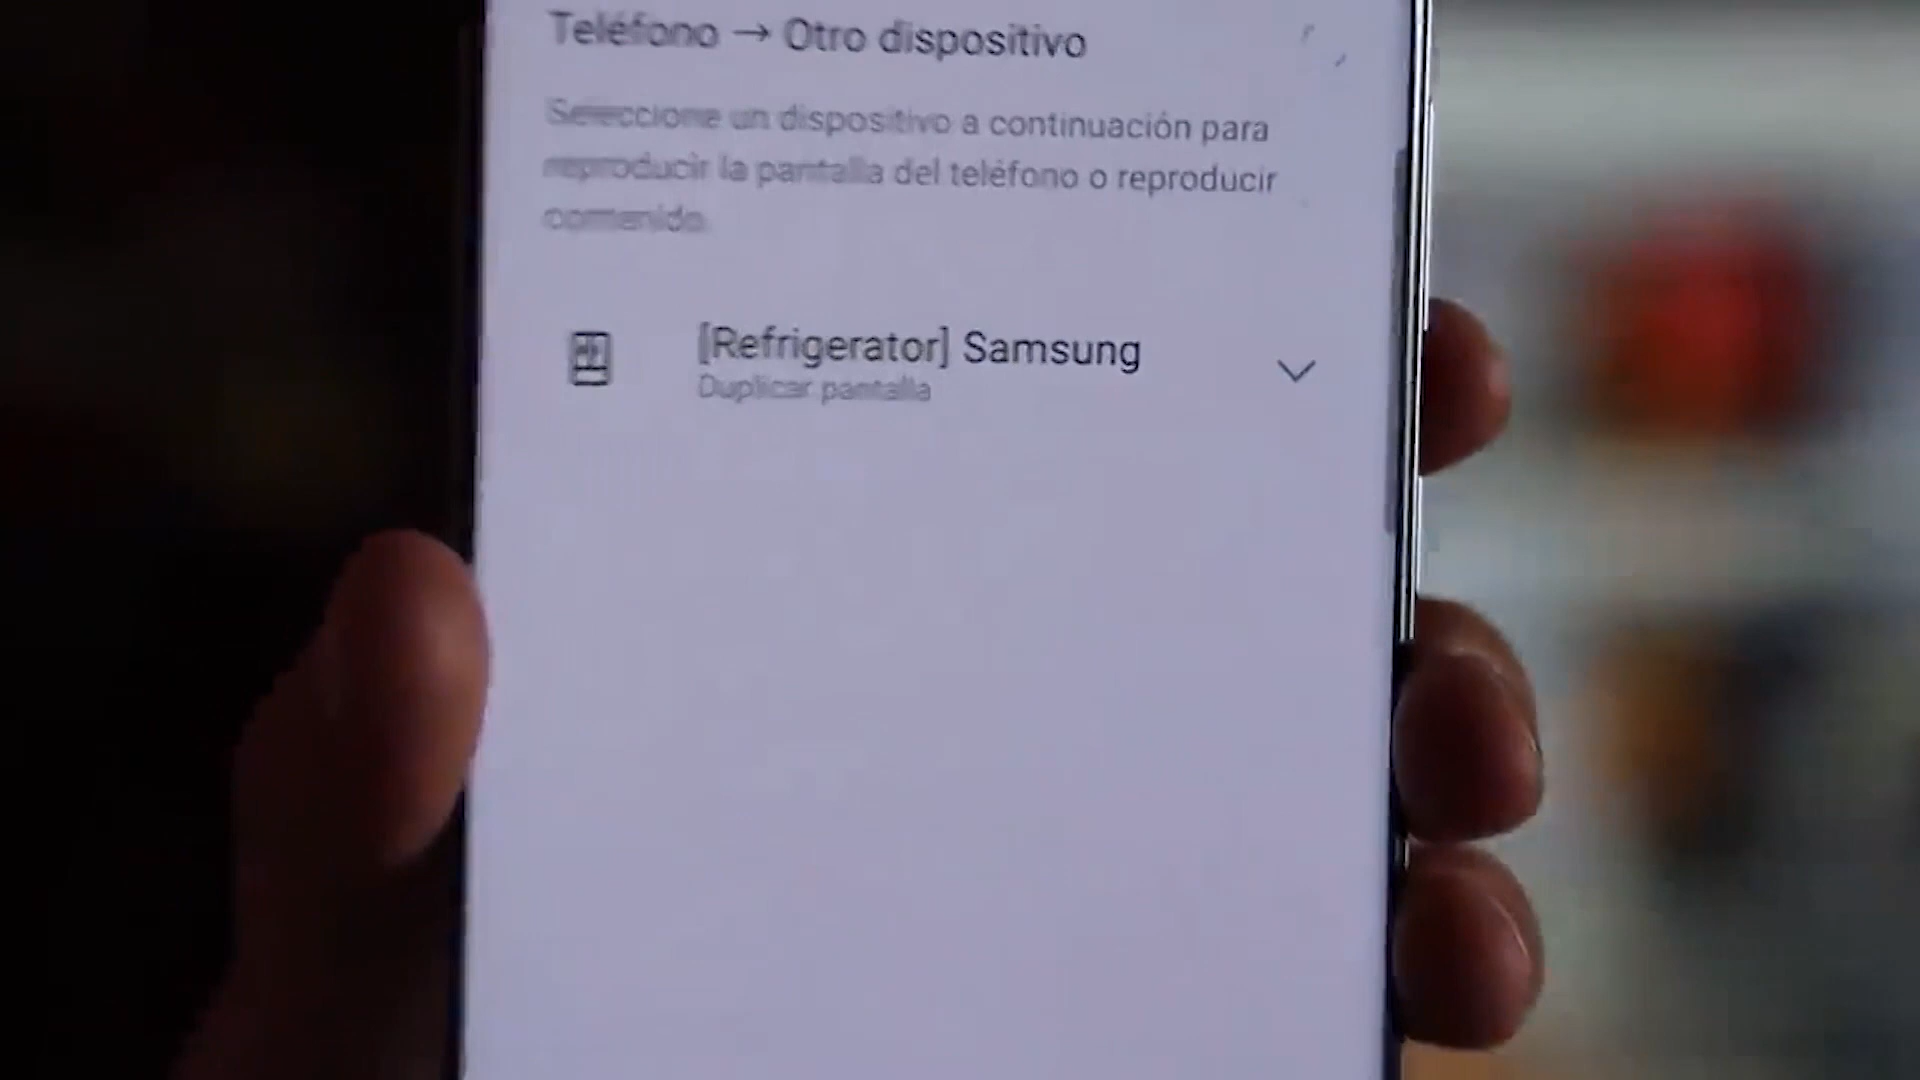 Teléfono → Otro dispositivo
Seleccione un dispositivo a continuación para
reproducir la pantalla del teléfono o reproducir
contenido.
[Refrigerator] Samsung
Duplicar pantalla